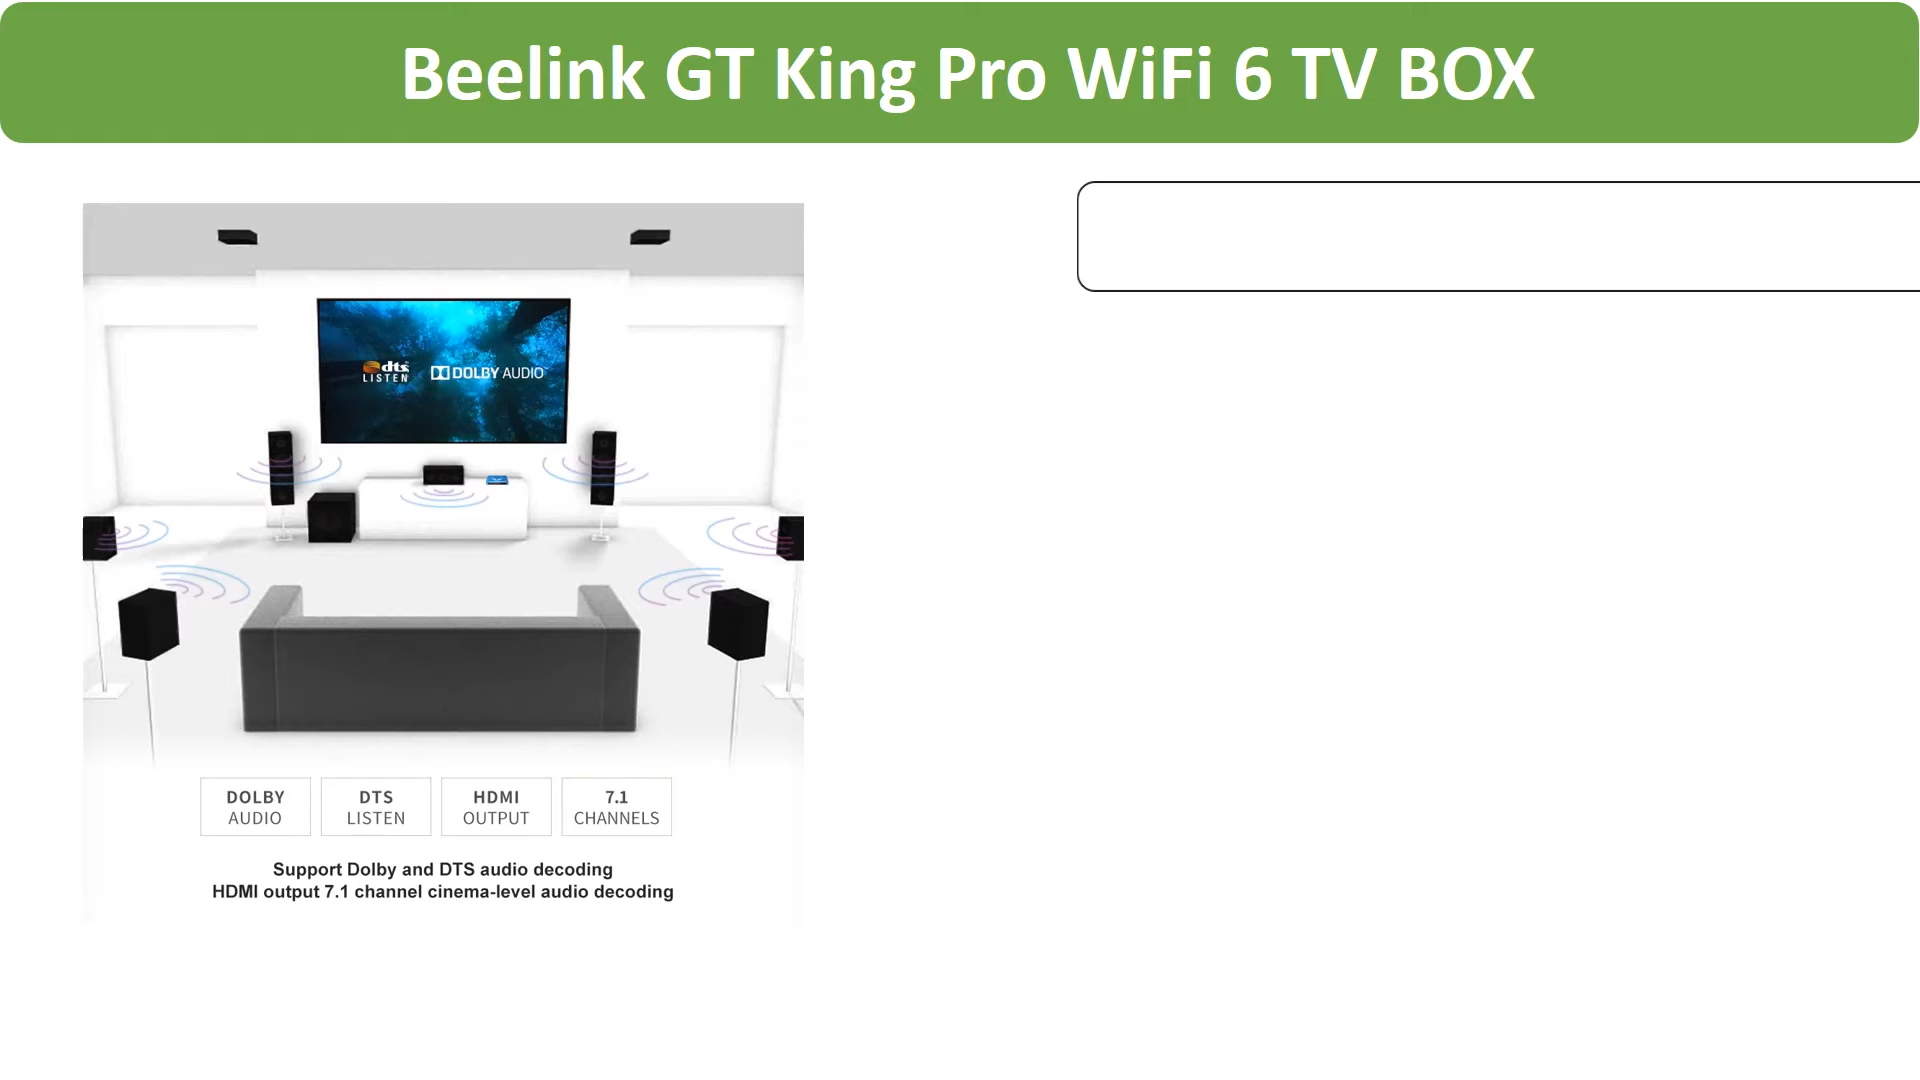 Beelink GT King Pro WiFi 6 TV BOX
dts
LISTEN
DOLBY AUDIO
DOLBY
AUDIO
DTS
LISTEN
HDMI
OUTPUT
7.1
CHANNELS
Support Dolby and DTS audio decoding
HDMI output 7.1 channel cinema-level audio decoding